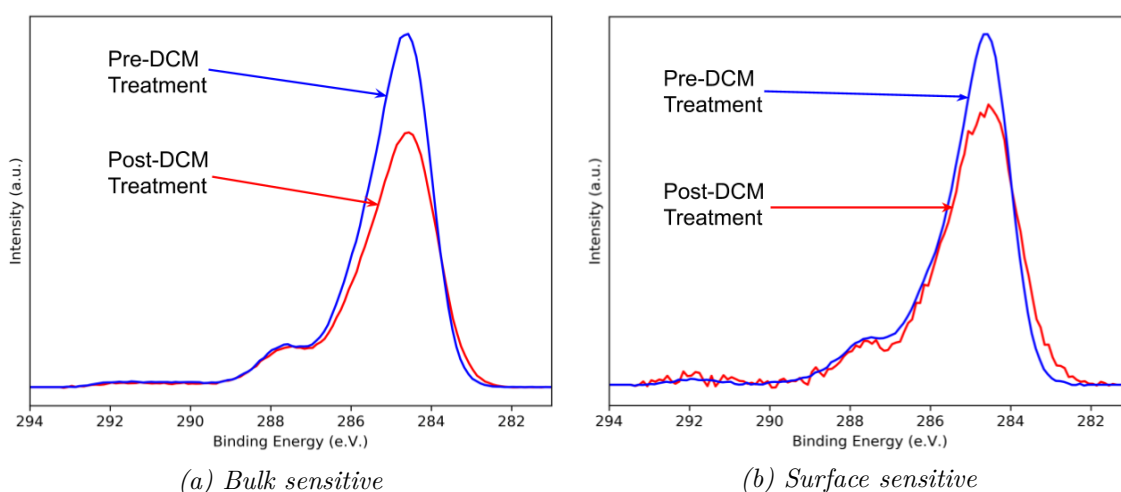 Pre-DCM
Treatment
Post-DCM
Treatment
Intensity (a.u.)
294 292 290 288 286 284 282
Binding Energy (e.V.)
(a) Bulk sensitive
Pre-DCM
Treatment
Post-DCM
Treatment
Intensity (a.u.)
294 292 290 288 286 284 282
Binding Energy (e.V.)
(b) Surface sensitive